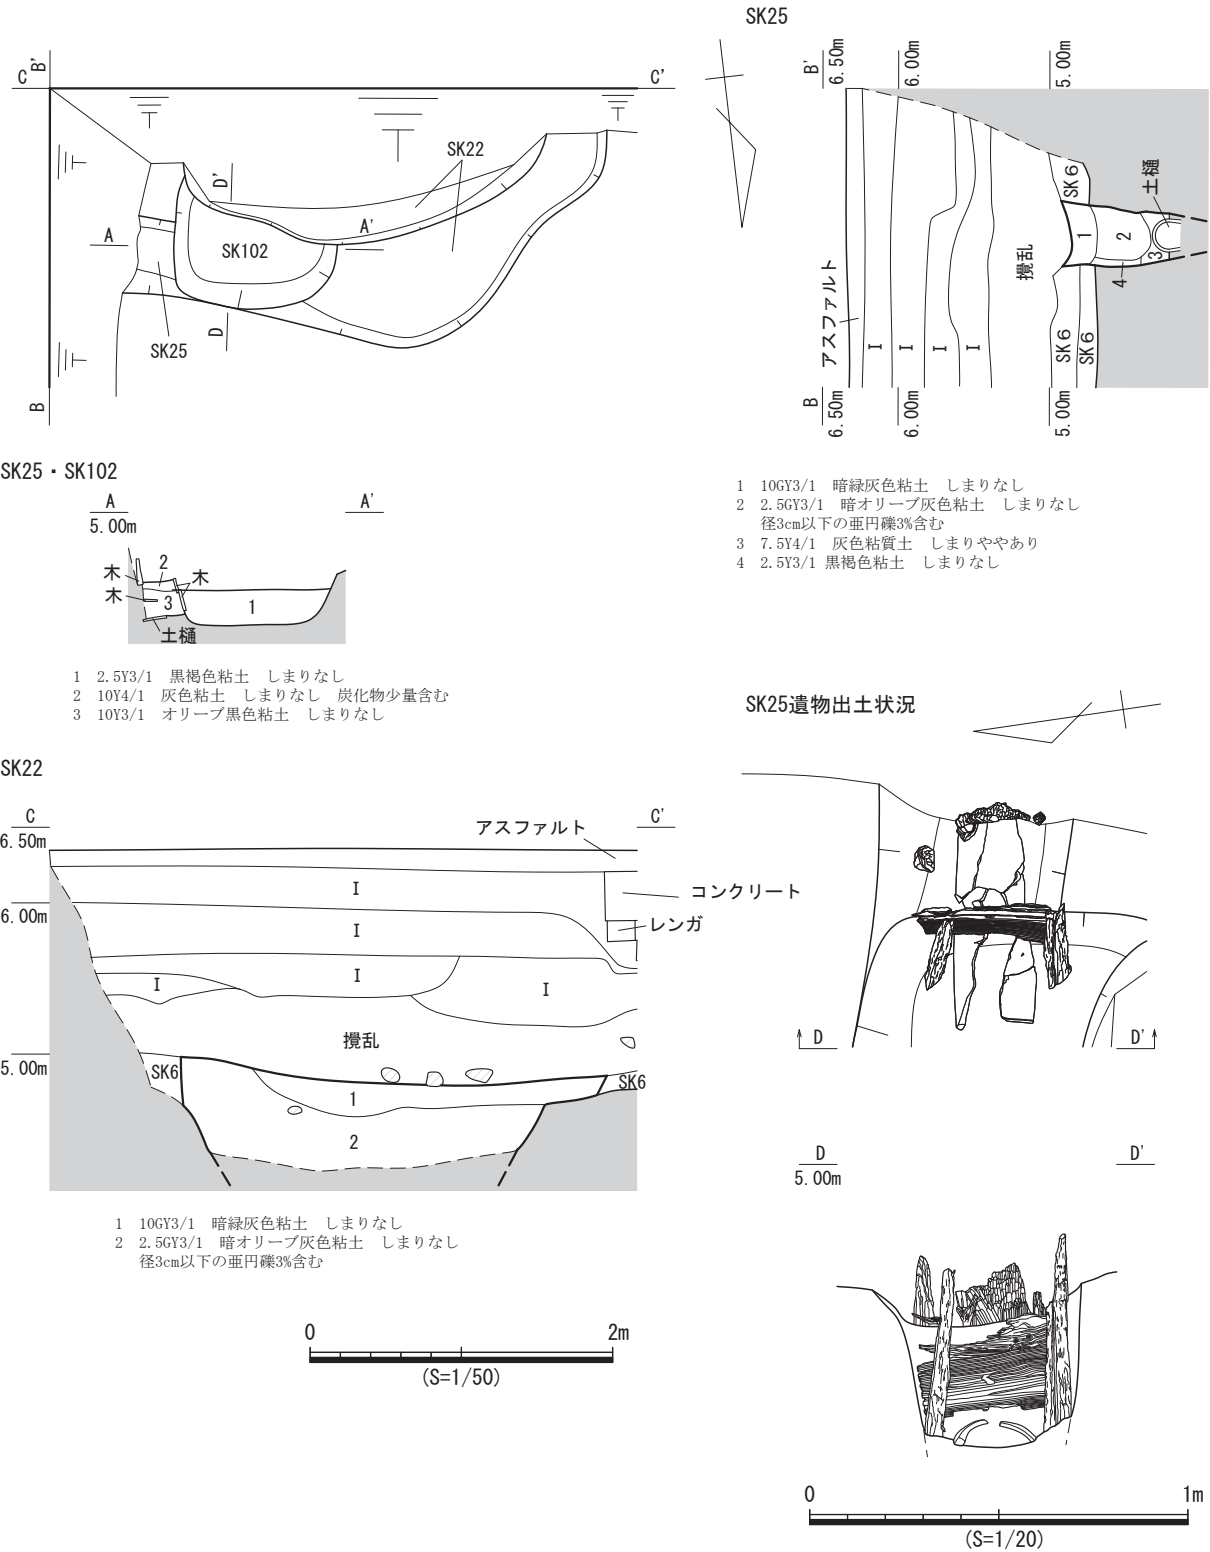 SK25
C
B'
C'
SK22
D'
A'
A
SK102
D
SK25
B
B'
6.50m
6.00m
5.00m
SK6
土樋
1
2
3
4
攪乱
アスファルト
I
I
I
I
SK6
SK6
B
6.50m
6.00m
5.00m
SK25・SK102
A
A'
5.00m
木
2
木
木
3
1
土樋
1 2.5Y3/1 黒褐色粘土 しまりなし
2 10Y4/1 灰色粘土 しまりなし 炭化物少量含む
3 10Y3/1 オリーブ黒色粘土 しまりなし
1 10GY3/1 暗緑灰色粘土 しまりなし
2 2.5GY3/1 暗オリーブ灰色粘土 しまりなし
径3cm以下の亜円礫3%含む
3 7.5Y4/1 灰色粘質土 しまりややあり
4 2.5Y3/1 黒褐色粘土 しまりなし
SK22
C
C'
6.50m
アスファルト
I
コンクリート
6.00m
I
レンガ
I
I
I
攪乱
5.00m
SK6
SK6
1
2
1 10GY3/1 暗緑灰色粘土 しまりなし
2 2.5GY3/1 暗オリーブ灰色粘土 しまりなし
径3cm以下の亜円礫3%含む
0
2m
(S=1/50)
SK25遺物出土状況
D
D'
D
D'
5.00m
0
1m
(S=1/20)